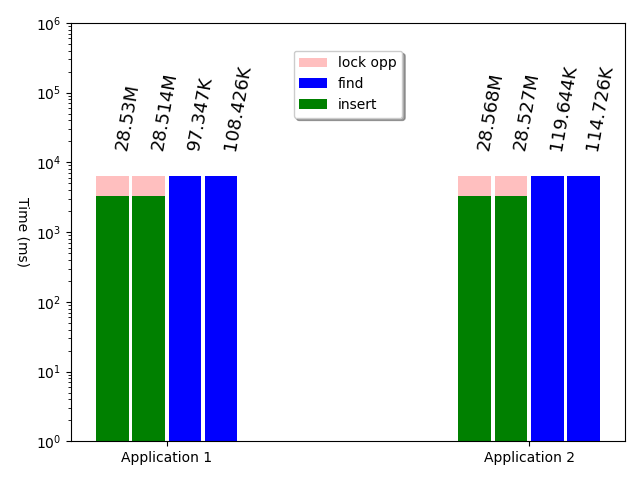 10^6
10^5
10^4
10^3
10^2
10^1
10^0
Time (ms)
lock opp
find
insert
28.53M
28.514M
97.347K
108.426K
28.568M
28.527M
119.644K
114.726K
Application 1
Application 2